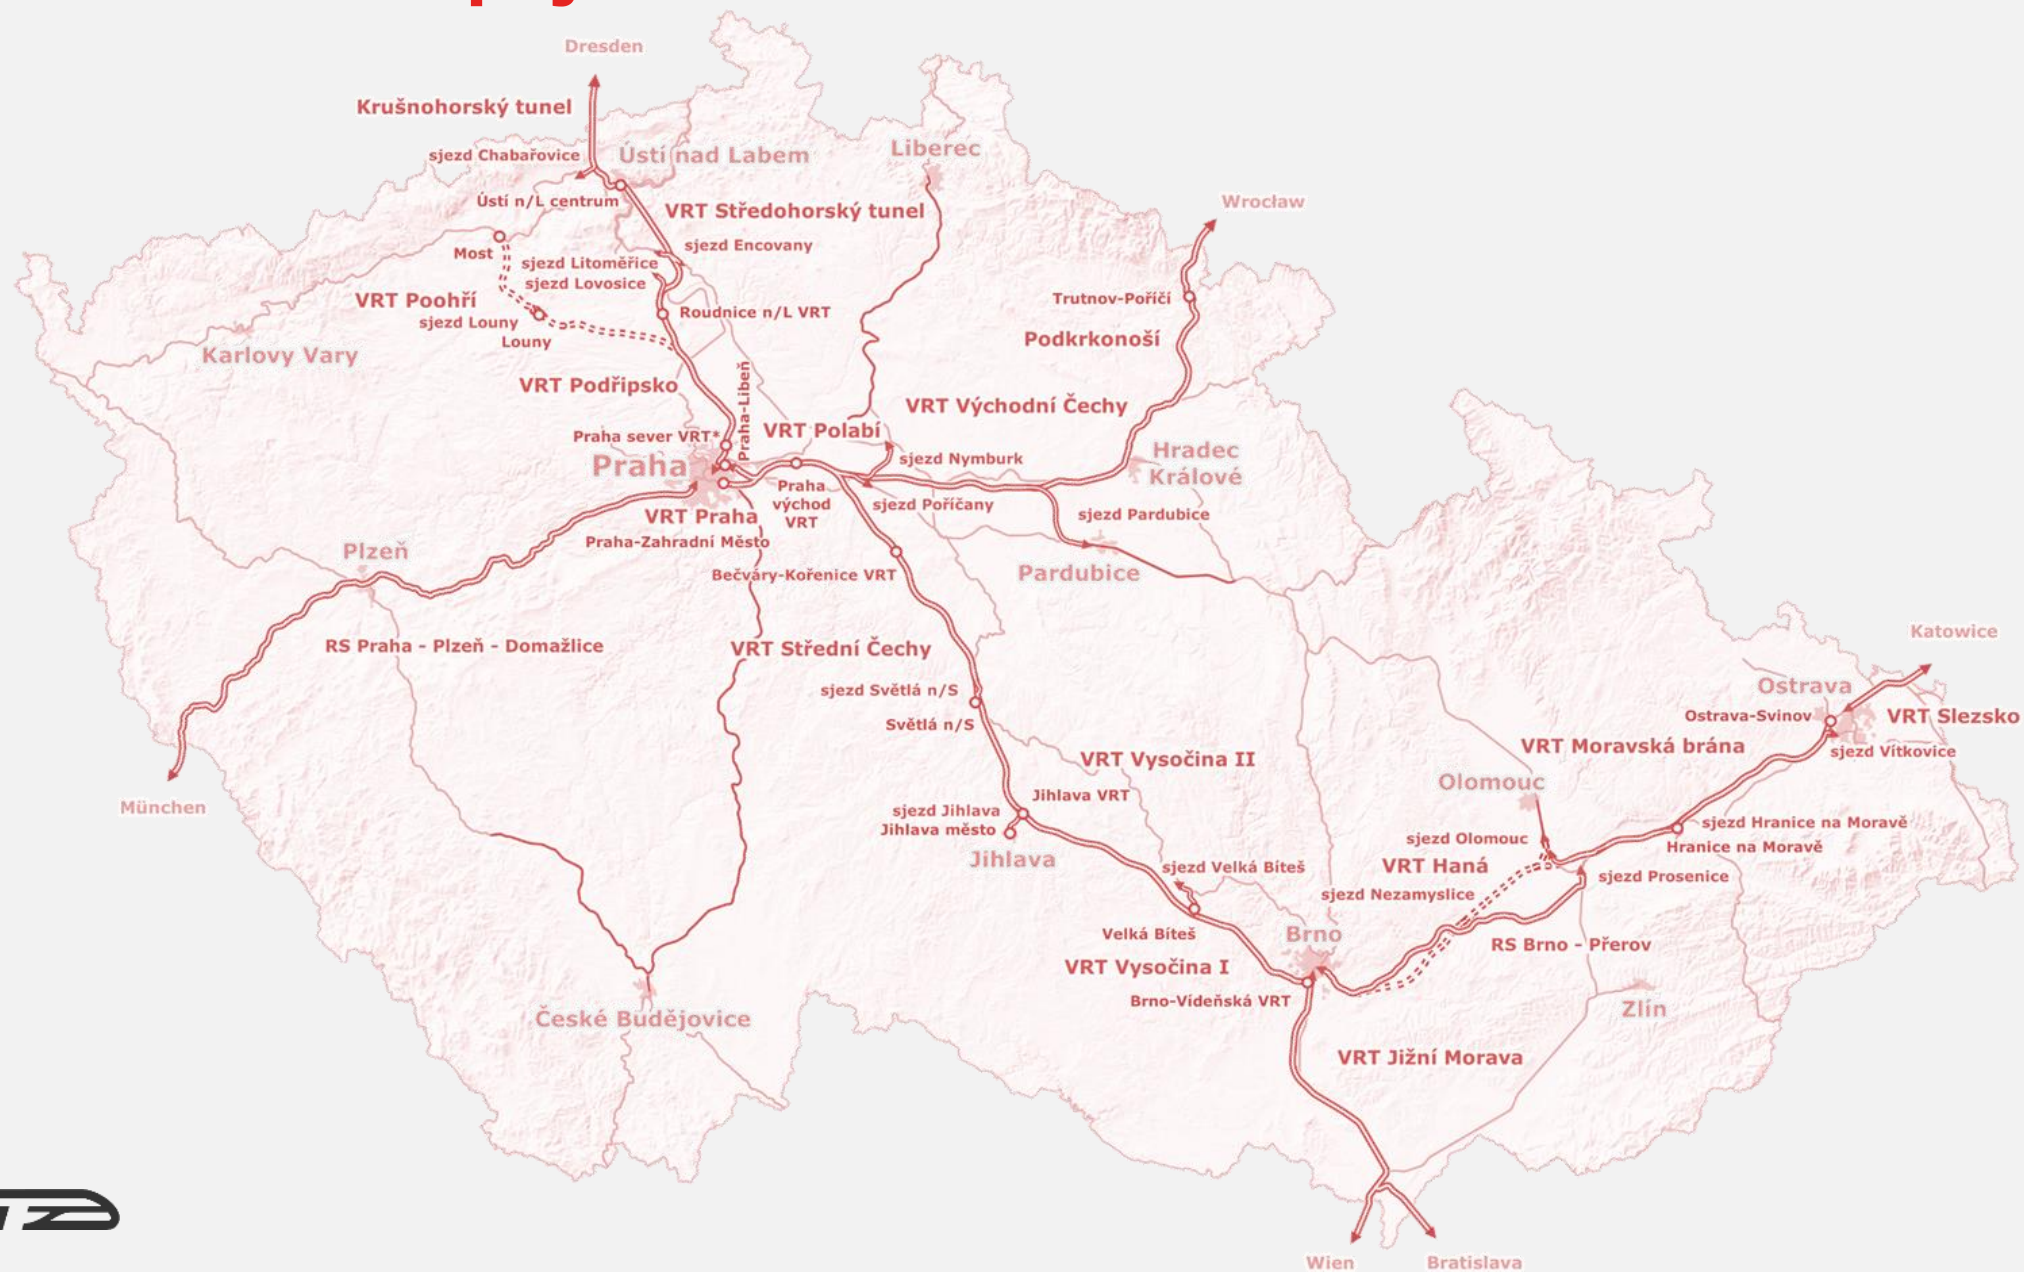 Dresden
Krušnohorský tunel
sjezd Chabařovice
Ústí nad Labem
Liberec
Ústí n/L centrum
VRT Středohorský tunel
Wrocław
Most
sjezd Encovany
sjezd Litoměřice
sjezd Lovosice
VRT Poohří
Trutnov-Poříčí
sjezd Louny
Roudnice n/L VRT
Louny
Podkrkonoší
Karlovy Vary
VRT Podřipsko
Praha-Libeň
VRT Východní Čechy
Praha sever VRT*
VRT Polabí
Praha
sjezd Nymburk
Hradec
Králové
Praha
východ
VRT
sjezd Poříčany
VRT Praha
sjezd Pardubice
Praha-Zahradní Město
Plzeň
Bečváry-Kořenice VRT
Pardubice
RS Praha - Plzeň - Domažlice
VRT Střední Čechy
Katowice
sjezd Světlá n/S
Ostrava
Světlá n/S
Ostrava-Svinov
VRT Slezsko
VRT Moravská brána
sjezd Vítkovice
VRT Vysočina II
Olomouc
München
Jihlava VRT
sjezd Jihlava
Jihlava město
sjezd Olomouc
sjezd Hranice na Moravě
Hranice na Moravě
Jihlava
sjezd Velká Bíteš
VRT Haná
sjezd Prosenice
sjezd Nezamyslice
Velká Bíteš
Brno
RS Brno - Přerov
VRT Vysočina I
Brno-Vídeňská VRT
Zlín
České Budějovice
VRT Jižní Morava
Wien
Bratislava